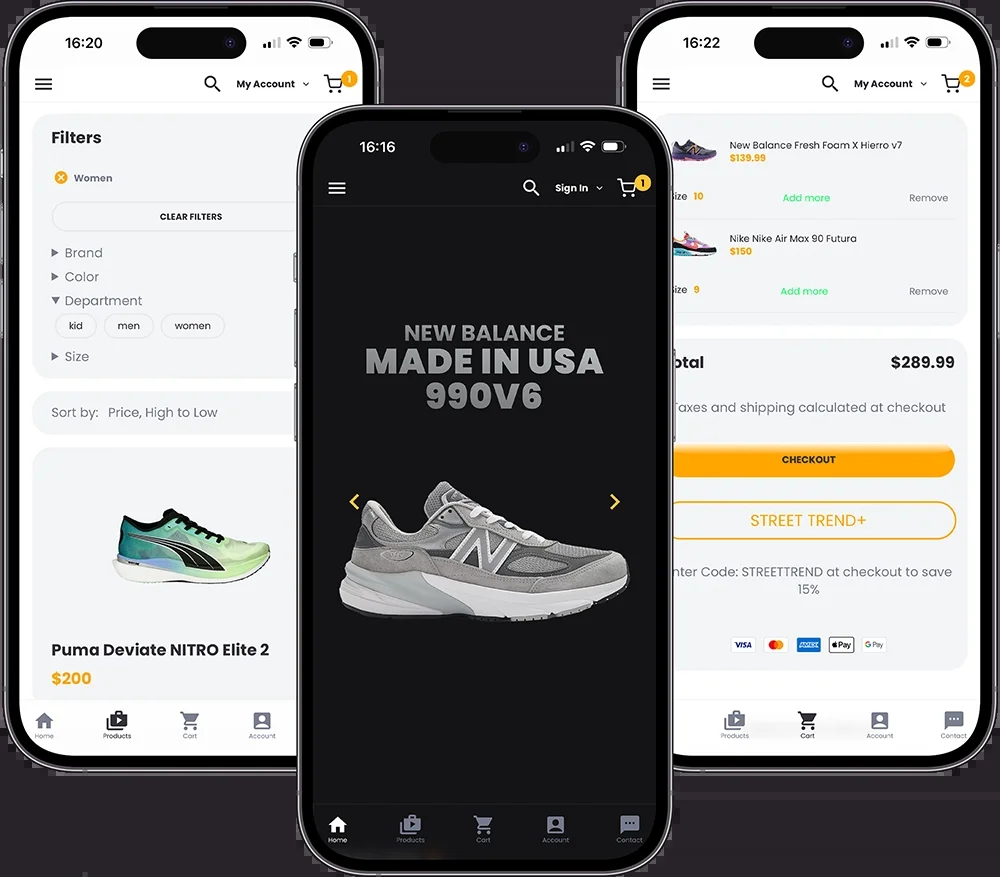 16:20
My Account
1
Filters
Women
CLEAR FILTERS
Brand
Color
Department
kid men women
Size
Sort by: Price, High to Low
Puma Deviate NITRO Elite 2
$200
Home Products Cart Account
16:16
Sign In
1
NEW BALANCE
MADE IN USA
990V6
N
Home Products Cart Account Contact
16:22
My Account
2
New Balance Fresh Foam X Hierro v7
$139.99
ize 10 Add more Remove
Nike Nike Air Max 90 Futura
$150
ize 9 Add more Remove
otal $289.99
Taxes and shipping calculated at checkout
CHECKOUT
STREET TREND+
nter Code: STREETTREND at checkout to save
15%
VISA AMEX Pay G Pay
Products Cart Account Contact